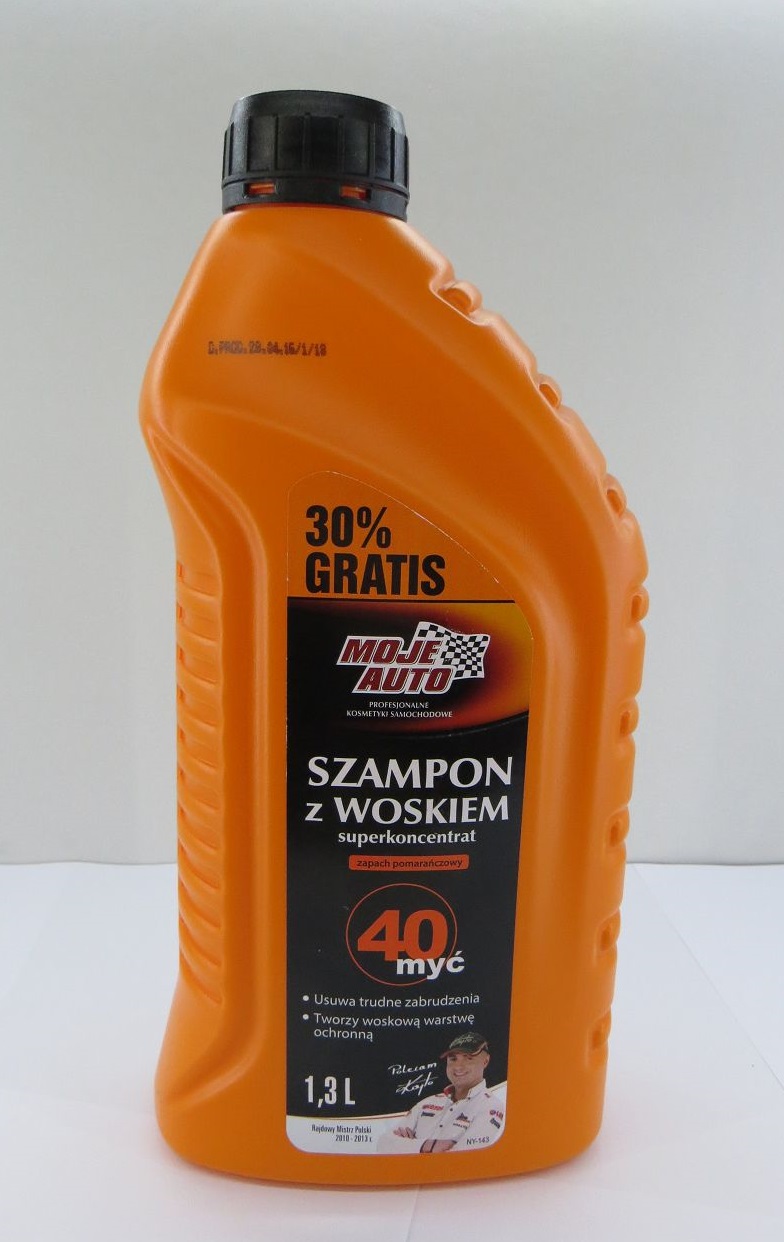 D.PROD.28.04.16/1/18
30%
GRATIS
MOJE
AUTO
PROFESJONALNE
KOSMETYKI SAMOCHODOWE
SZAMPON
z WOSKIEM
superkoncentrat
zapach pomarańczowy
40
myć
• Usuwa trudne zabrudzenia
• Tworzy woskową warstwę
ochronną
Polecam
Kajto
1,3 L
Rajdowy Mistrz Polski
2010 - 2013 r.
NY-143